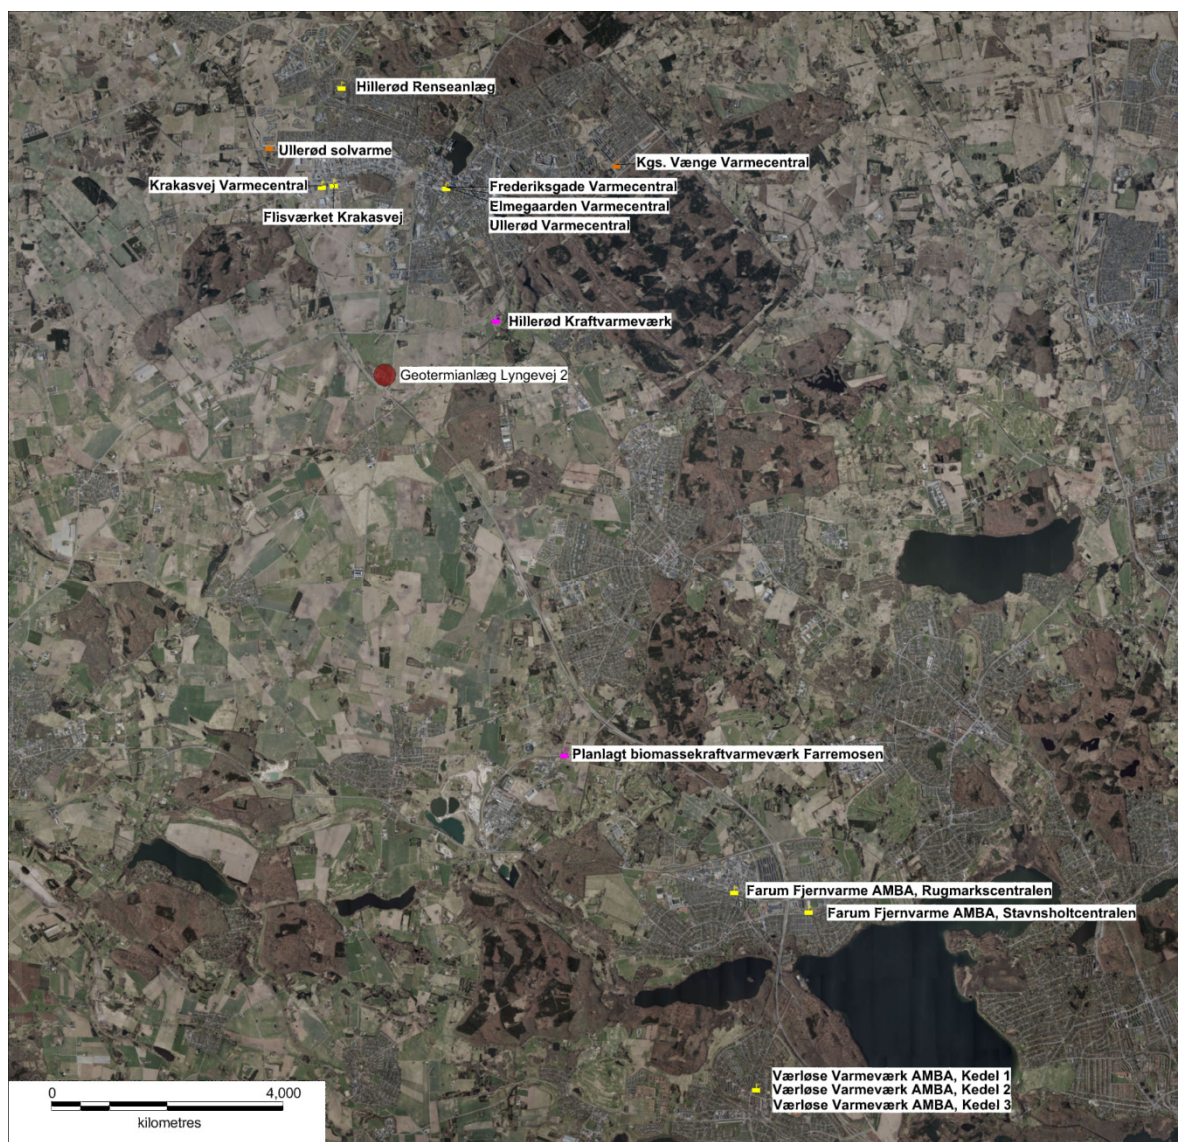 Hillerød Renseanlæg
Ullerød solvarme
Kgs. Vænge Varmecentral
Krakasvej Varmecentral
Frederiksgade Varmecentral
Elmegaarden Varmecentral
Flisværket Krakasvej
Ullerød Varmecentral
Hillerød Kraftvarmeværk
Geotermianlæg Lyngevej 2
Planlagt biomassekraftvarmeværk Farremosen
Farum Fjernvarme AMBA, Rugmarkscentralen
Farum Fjernvarme AMBA, Stavnsholtcentralen
Værløse Varmeværk AMBA, Kedel 1
Værløse Varmeværk AMBA, Kedel 2
Værløse Varmeværk AMBA, Kedel 3
0 4,000
kilometres